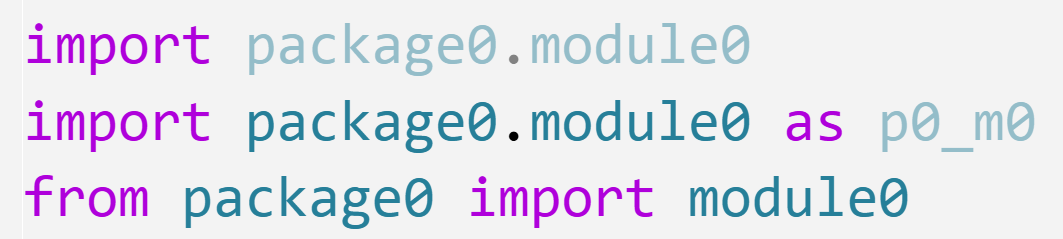 import package0.module0
import package0.module0 as p0_m0
from package0 import module0